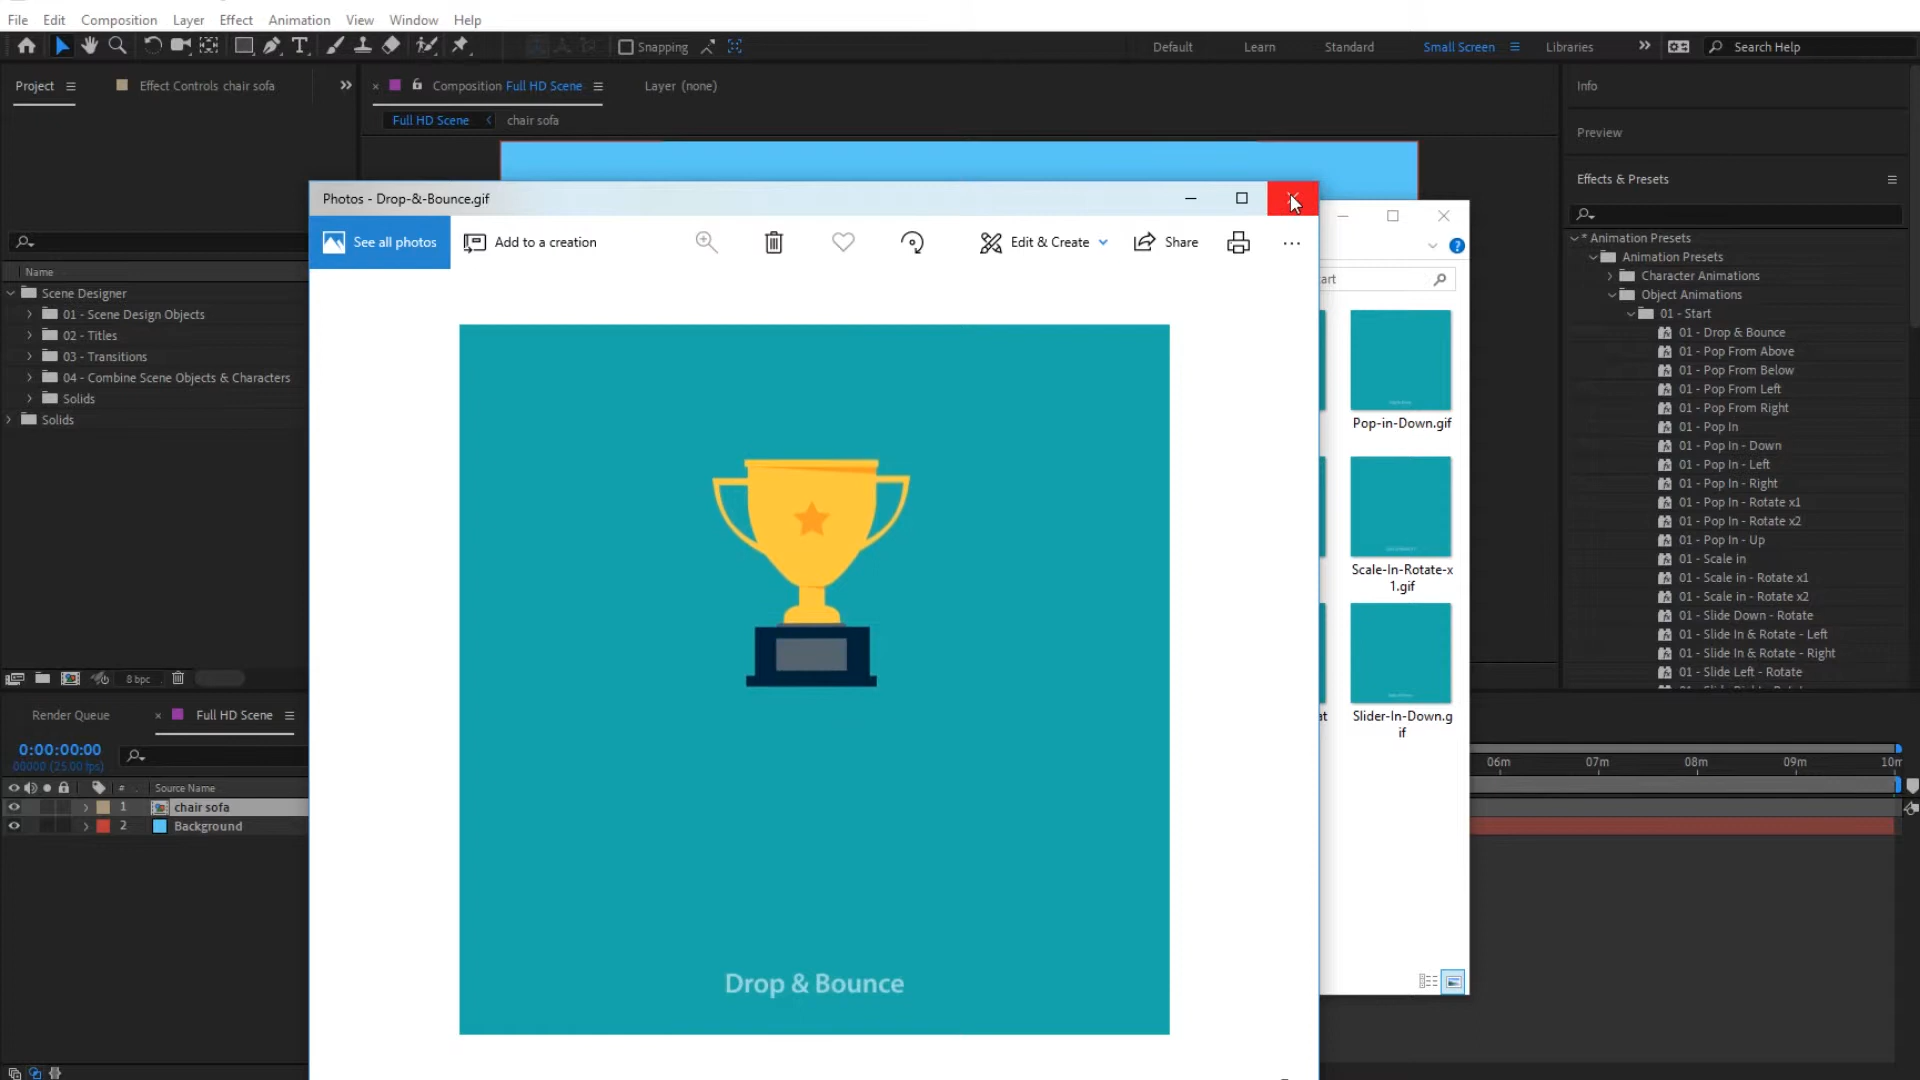 File Edit Composition Layer Effect Animation View Window Help
Snapping
Default Learn Standard Small Screen Libraries Search Help
Project Effect Controls chair sofa
Composition Full HD Scene Layer (none)
Full HD Scene chair sofa
Info
Preview
Effects & Presets
Photos - Drop-&-Bounce.gif
See all photos Add to a creation Edit & Create Share
Name
Scene Designer
01 - Scene Design Objects
02 - Titles
03 - Transitions
04 - Combine Scene Objects & Characters
Solids
Solids
8 bpc
Drop & Bounce
art
Pop-in-Down.gif
Scale-In-Rotate-x
1.gif
at
Slider-In-Down.g
if
* Animation Presets
Animation Presets
Character Animations
Object Animations
01 - Start
01 - Drop & Bounce
01 - Pop From Above
01 - Pop From Below
01 - Pop From Left
01 - Pop From Right
01 - Pop In
01 - Pop In - Down
01 - Pop In - Left
01 - Pop In - Right
01 - Pop In - Rotate x1
01 - Pop In - Rotate x2
01 - Pop In - Up
01 - Scale in
01 - Scale in - Rotate x1
01 - Scale in - Rotate x2
01 - Slide Down - Rotate
01 - Slide In & Rotate - Left
01 - Slide In & Rotate - Right
01 - Slide Left - Rotate
Render Queue Full HD Scene
0:00:00:00
00000 (25.00 fps)
# Source Name
1 chair sofa
2 Background
06m 07m 08m 09m 10m